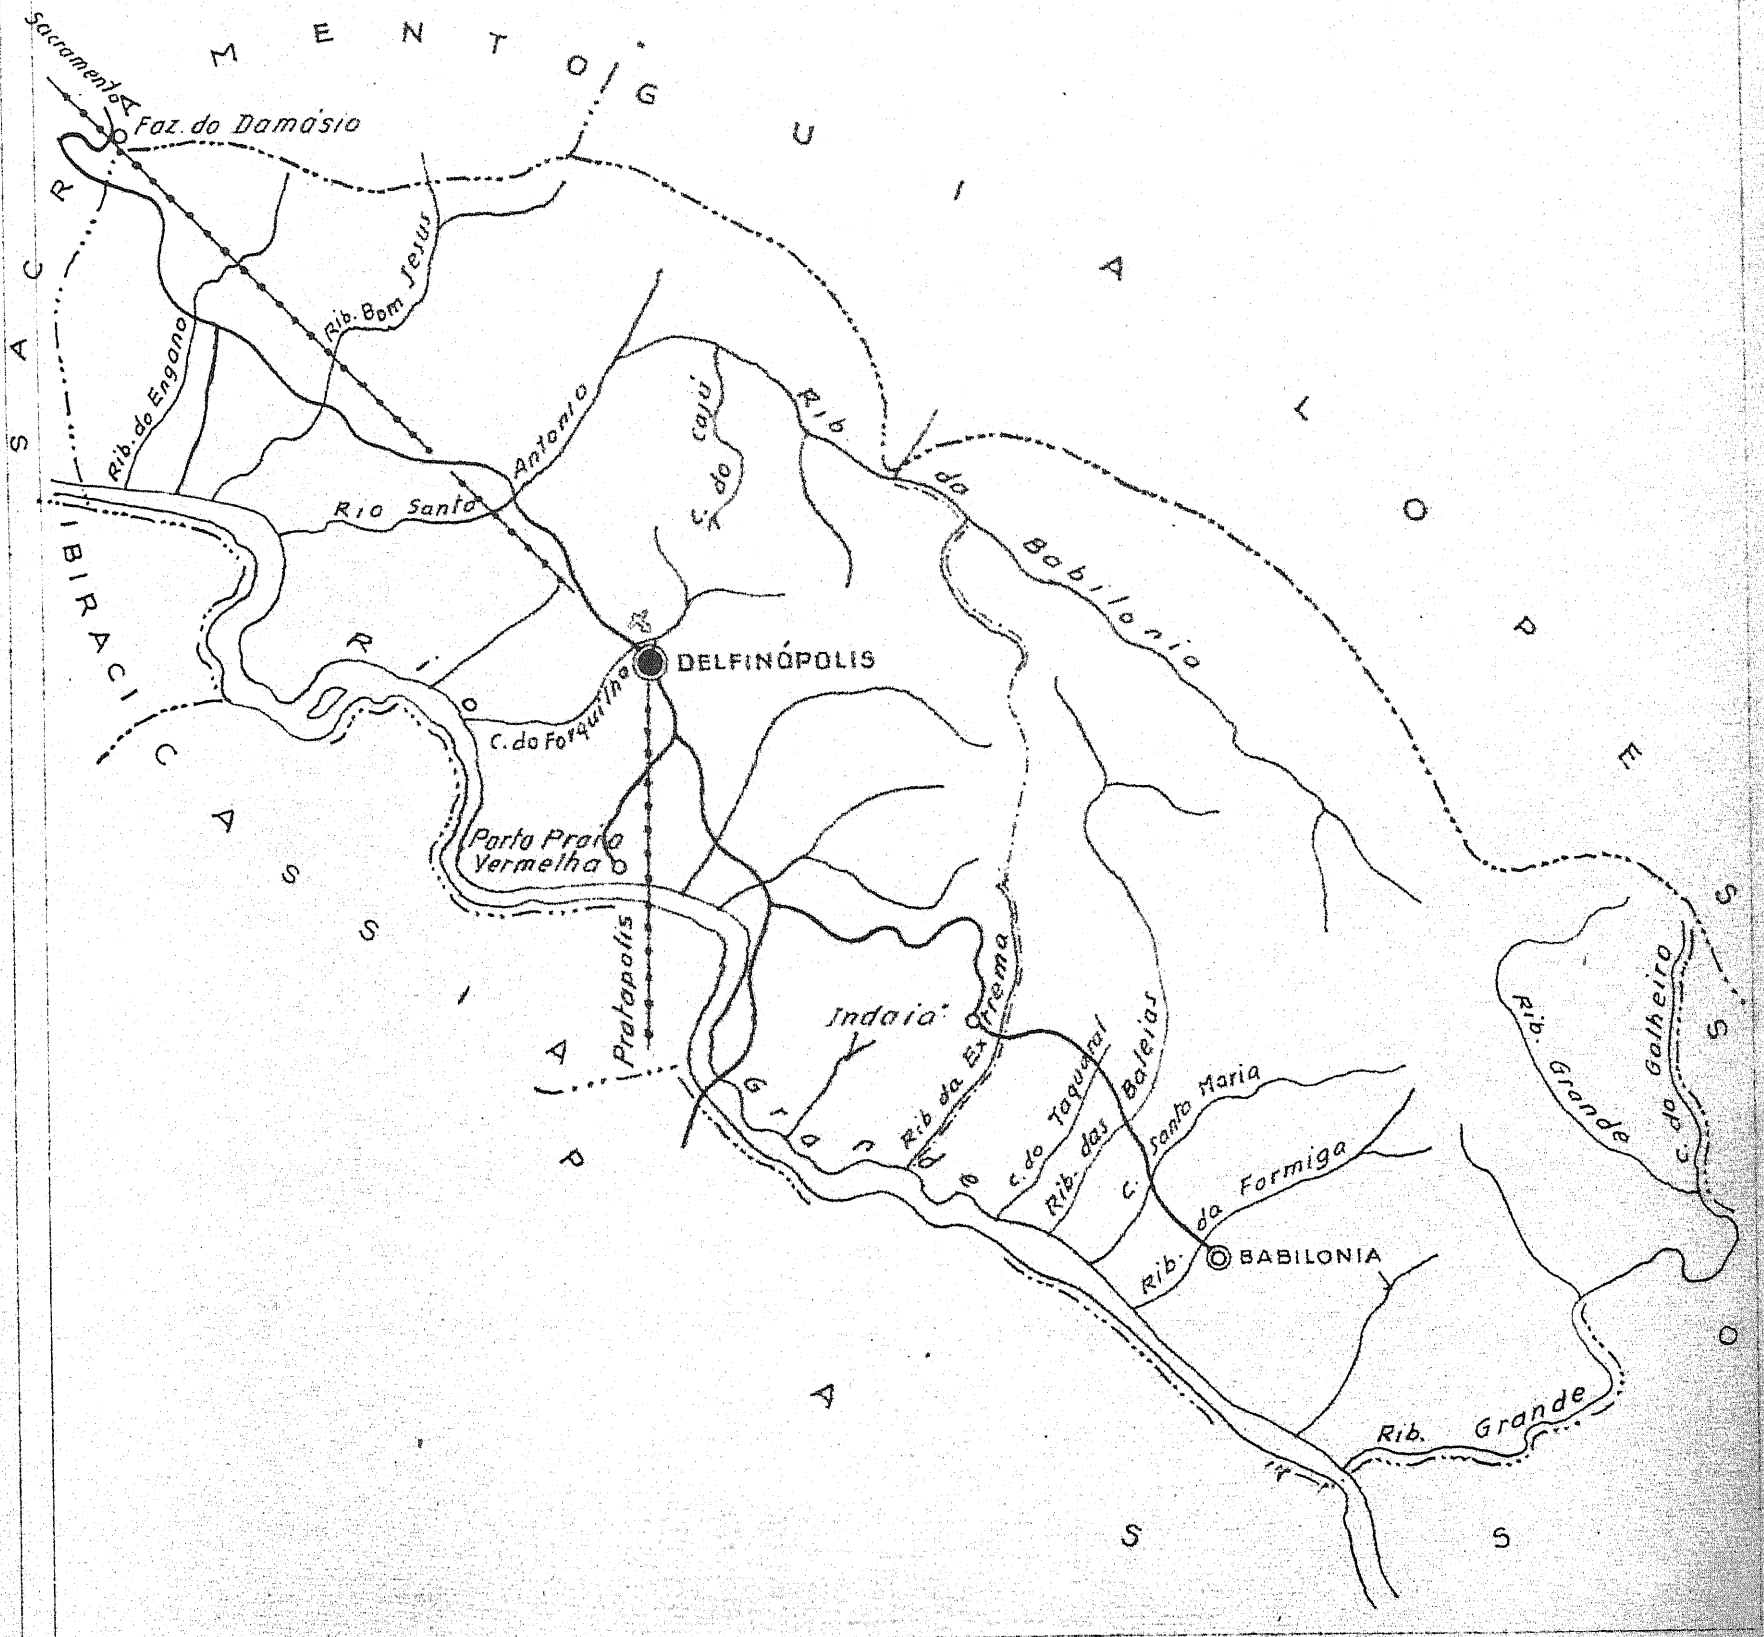 Sacramento
SACRAMENTO
GUIA LOPES
Faz. do Damásio
Rib. do Engano
Rib. Bom Jesus
Rio Santo Antonio
C. do Cajú
Rib. da Babilonia
IBIRACI
DELFINÓPOLIS
C. do Forquilha
Rio Grande
Porto Praia
Vermelha
Pratapolis
CASSIA
Indaiá
Rib da Extrema
C. do Taquaral
Rib. das Baleias
C. Santa Maria
Rib. da Formiga
BABILONIA
Rib. Grande
C. do Galheiro
Rib. Grande
PASSOS